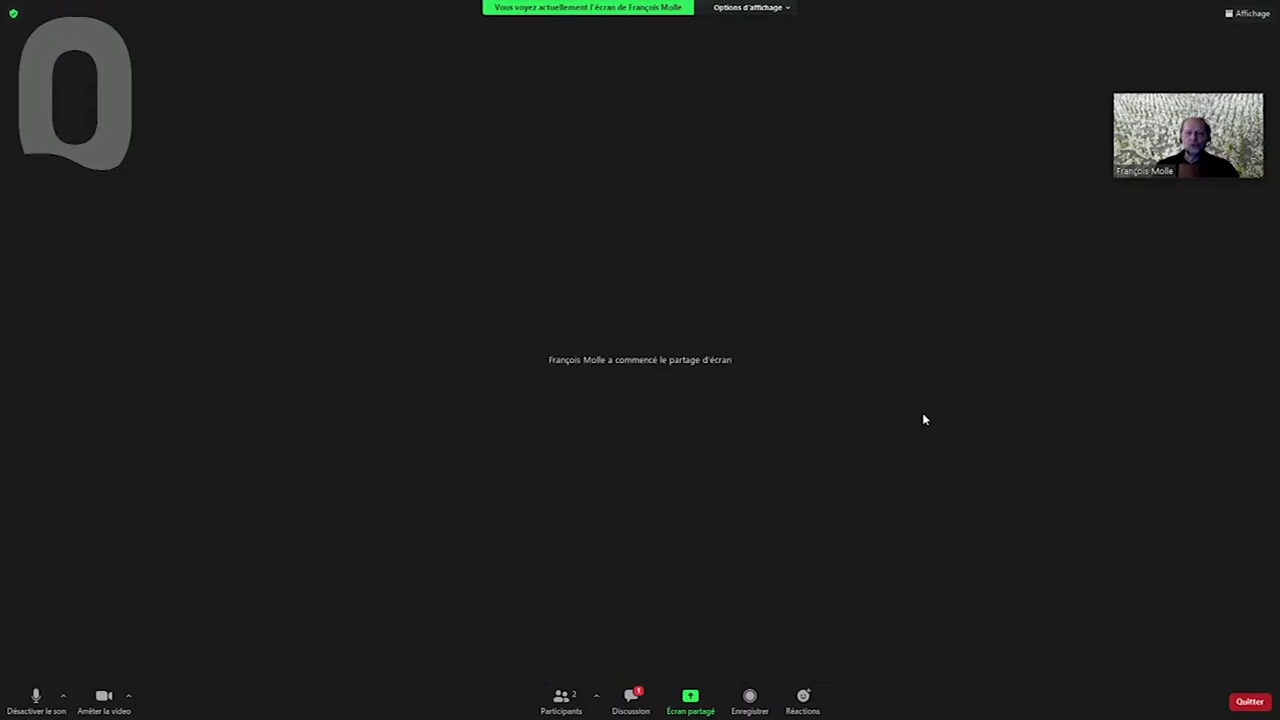 Vous voyez actuellement l'écran de François Molle
Options d'affichage
Affichage
François Molle
François Molle a commencé le partage d'écran
Désactiver le son
Arrêter la video
Participants
2
Discussion
1
Écran partagé
Enregistrer
Réactions
Quitter